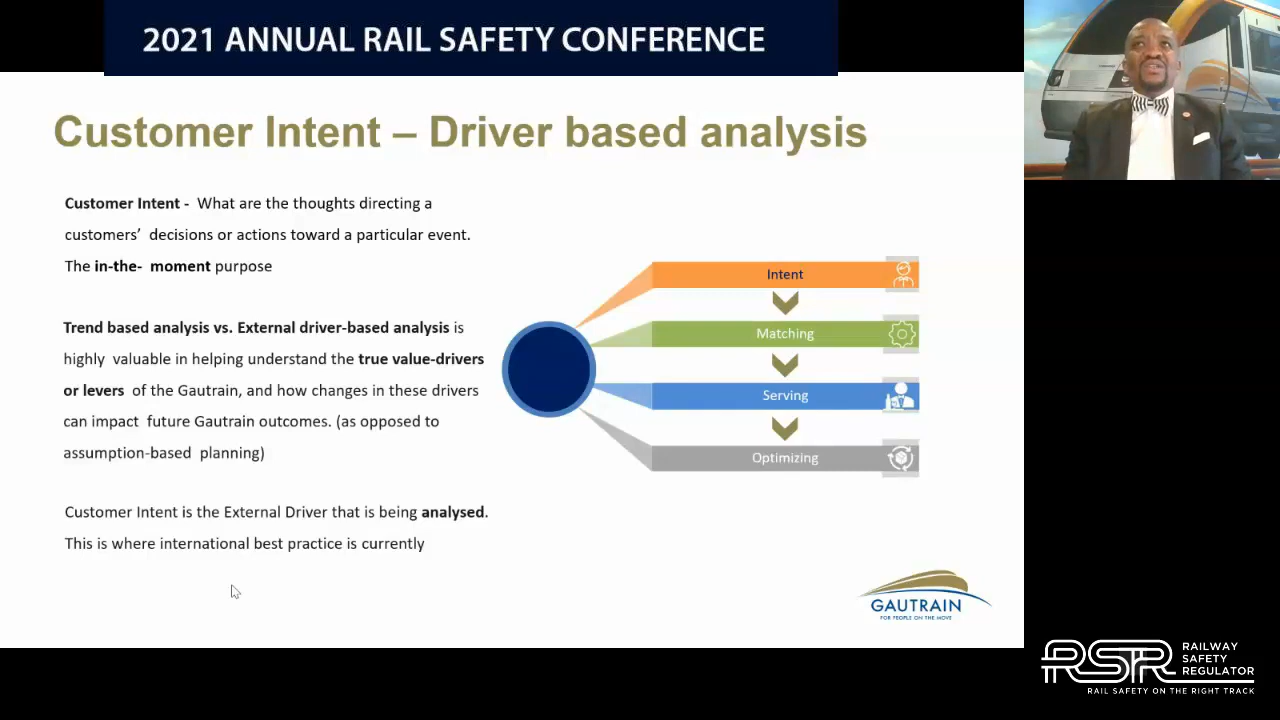 2021 ANNUAL RAIL SAFETY CONFERENCE
Customer Intent – Driver based analysis
Customer Intent - What are the thoughts directing a
customers’ decisions or actions toward a particular event.
The in-the- moment purpose
Trend based analysis vs. External driver-based analysis is
highly valuable in helping understand the true value-drivers
or levers of the Gautrain, and how changes in these drivers
can impact future Gautrain outcomes. (as opposed to
assumption-based planning)
Customer Intent is the External Driver that is being analysed.
This is where international best practice is currently
Intent
Matching
Serving
Optimizing
GAUTRAIN
FOR PEOPLE ON THE MOVE
RSR
RAILWAY
SAFETY
REGULATOR
RAIL SAFETY ON THE RIGHT TRACK